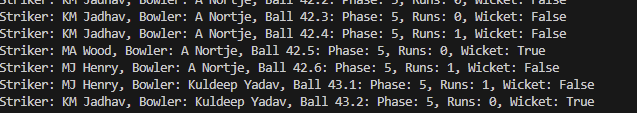 Striker: KM Jadhav, Bowler: A Nortje, Ball 42.2: Phase: 5, Runs: 0, Wicket: False
Striker: KM Jadhav, Bowler: A Nortje, Ball 42.3: Phase: 5, Runs: 0, Wicket: False
Striker: KM Jadhav, Bowler: A Nortje, Ball 42.4: Phase: 5, Runs: 1, Wicket: False
Striker: MA Wood, Bowler: A Nortje, Ball 42.5: Phase: 5, Runs: 0, Wicket: True
Striker: MJ Henry, Bowler: A Nortje, Ball 42.6: Phase: 5, Runs: 1, Wicket: False
Striker: MJ Henry, Bowler: Kuldeep Yadav, Ball 43.1: Phase: 5, Runs: 1, Wicket: False
Striker: KM Jadhav, Bowler: Kuldeep Yadav, Ball 43.2: Phase: 5, Runs: 0, Wicket: True